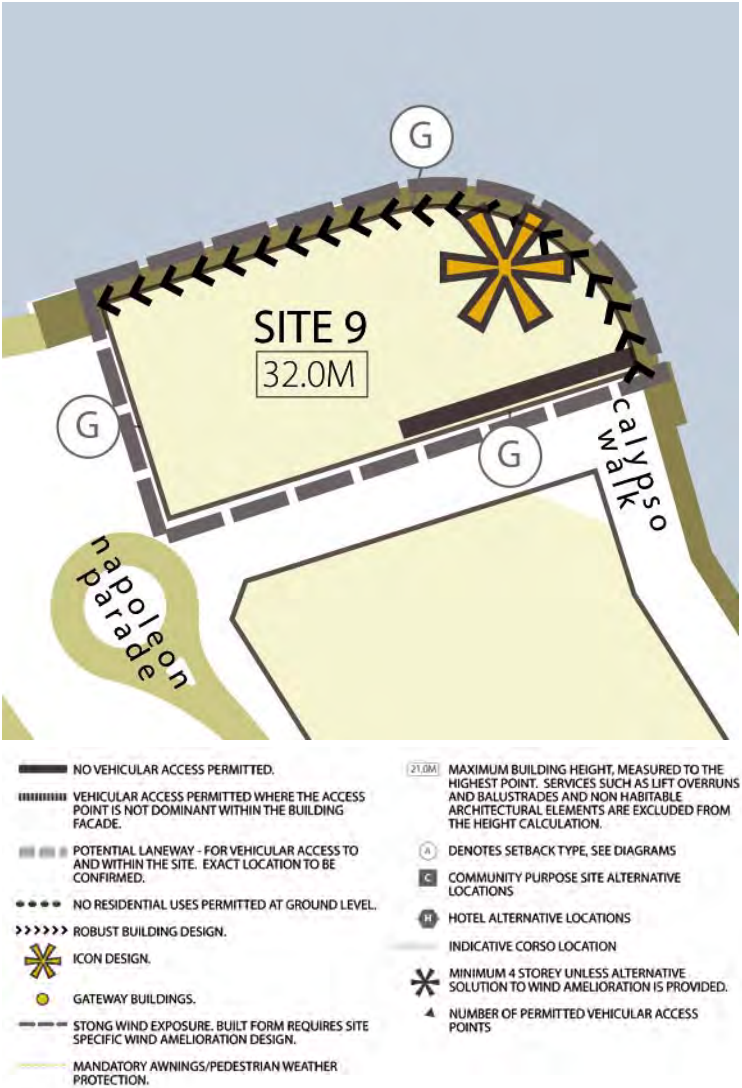 G
SITE 9
32.0M
G
G
calypso
walk
napoleon
parade
NO VEHICULAR ACCESS PERMITTED.
VEHICULAR ACCESS PERMITTED WHERE THE ACCESS
POINT IS NOT DOMINANT WITHIN THE BUILDING
FACADE.
POTENTIAL LANEWAY - FOR VEHICULAR ACCESS TO
AND WITHIN THE SITE. EXACT LOCATION TO BE
CONFIRMED.
NO RESIDENTIAL USES PERMITTED AT GROUND LEVEL.
ROBUST BUILDING DESIGN.
ICON DESIGN.
GATEWAY BUILDINGS.
STONG WIND EXPOSURE. BUILT FORM REQUIRES SITE
SPECIFIC WIND AMELIORATION DESIGN.
MANDATORY AWNINGS/PEDESTRIAN WEATHER
PROTECTION.
21.0M
MAXIMUM BUILDING HEIGHT, MEASURED TO THE
HIGHEST POINT. SERVICES SUCH AS LIFT OVERRUNS
AND BALUSTRADES AND NON HABITABLE
ARCHITECTURAL ELEMENTS ARE EXCLUDED FROM
THE HEIGHT CALCULATION.
A
DENOTES SETBACK TYPE, SEE DIAGRAMS
C
COMMUNITY PURPOSE SITE ALTERNATIVE
LOCATIONS
H
HOTEL ALTERNATIVE LOCATIONS
INDICATIVE CORSO LOCATION
MINIMUM 4 STOREY UNLESS ALTERNATIVE
SOLUTION TO WIND AMELIORATION IS PROVIDED.
NUMBER OF PERMITTED VEHICULAR ACCESS
POINTS